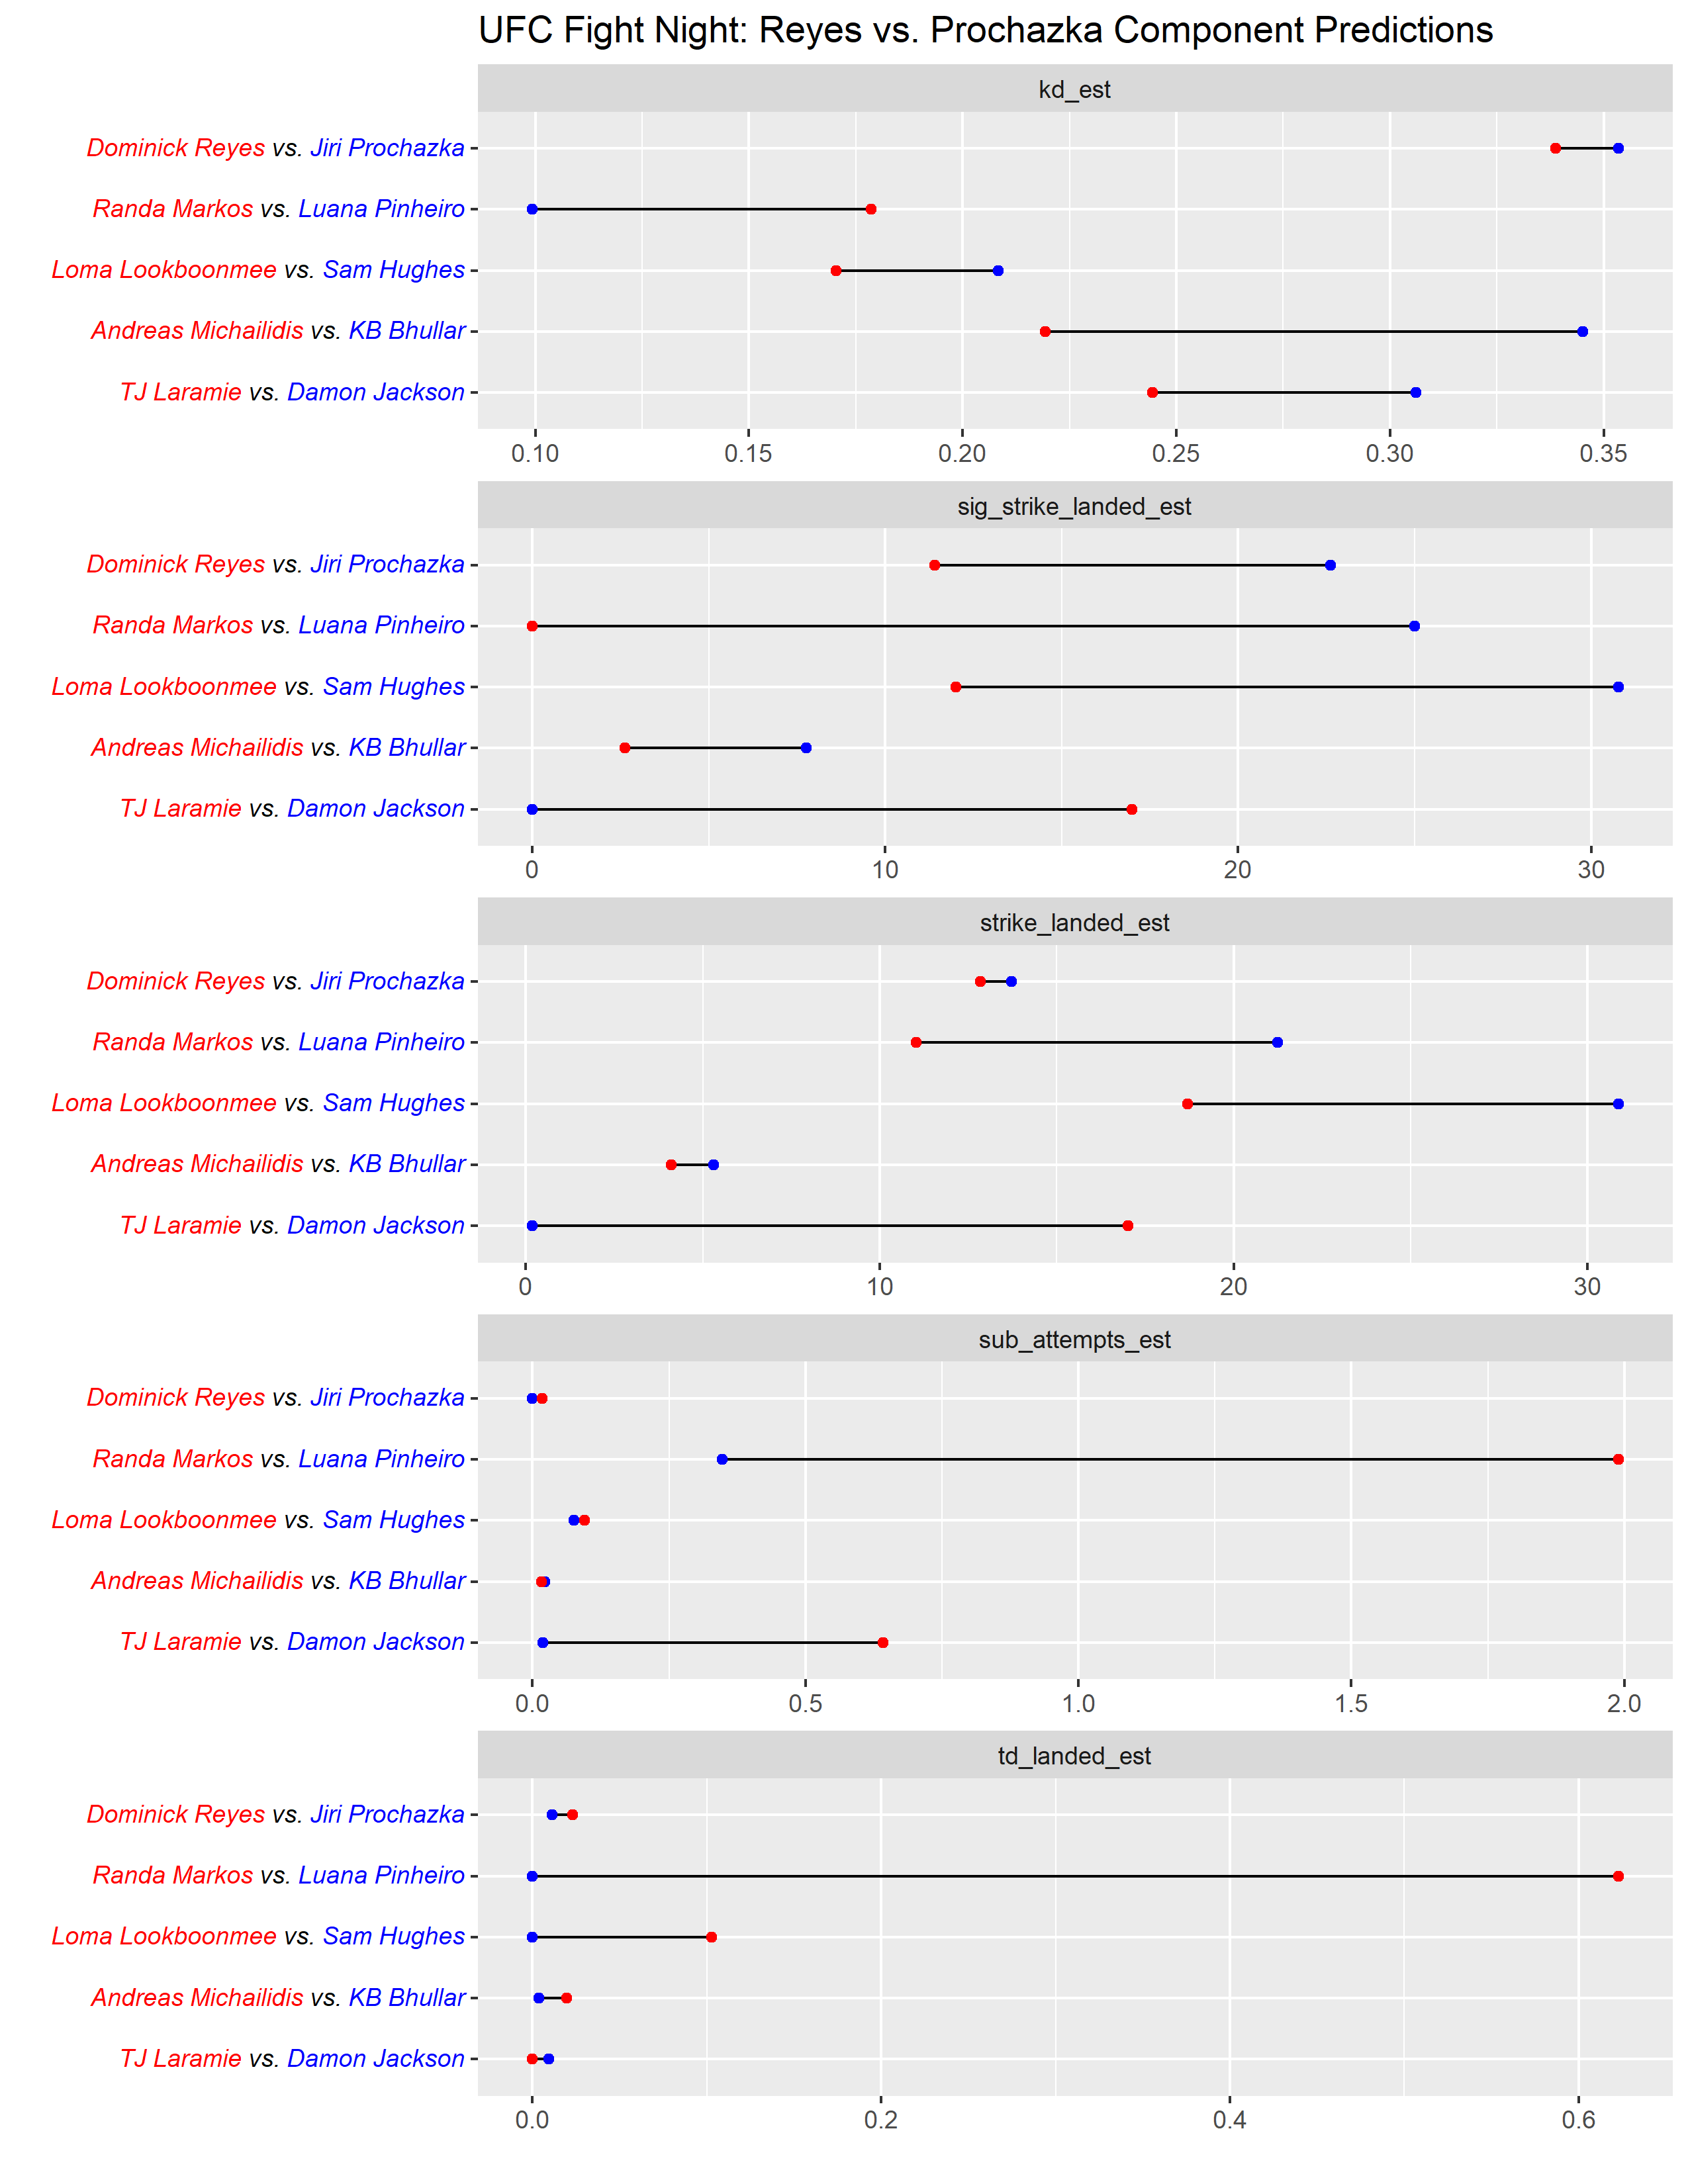 UFC Fight Night: Reyes vs. Prochazka Component Predictions
kd_est
Dominick Reyes vs. Jiri Prochazka
Randa Markos vs. Luana Pinheiro
Loma Lookboonmee vs. Sam Hughes
Andreas Michailidis vs. KB Bhullar
TJ Laramie vs. Damon Jackson
0.10 0.15 0.20 0.25 0.30 0.35
sig_strike_landed_est
Dominick Reyes vs. Jiri Prochazka
Randa Markos vs. Luana Pinheiro
Loma Lookboonmee vs. Sam Hughes
Andreas Michailidis vs. KB Bhullar
TJ Laramie vs. Damon Jackson
0 10 20 30
strike_landed_est
Dominick Reyes vs. Jiri Prochazka
Randa Markos vs. Luana Pinheiro
Loma Lookboonmee vs. Sam Hughes
Andreas Michailidis vs. KB Bhullar
TJ Laramie vs. Damon Jackson
0 10 20 30
sub_attempts_est
Dominick Reyes vs. Jiri Prochazka
Randa Markos vs. Luana Pinheiro
Loma Lookboonmee vs. Sam Hughes
Andreas Michailidis vs. KB Bhullar
TJ Laramie vs. Damon Jackson
0.0 0.5 1.0 1.5 2.0
td_landed_est
Dominick Reyes vs. Jiri Prochazka
Randa Markos vs. Luana Pinheiro
Loma Lookboonmee vs. Sam Hughes
Andreas Michailidis vs. KB Bhullar
TJ Laramie vs. Damon Jackson
0.0 0.2 0.4 0.6